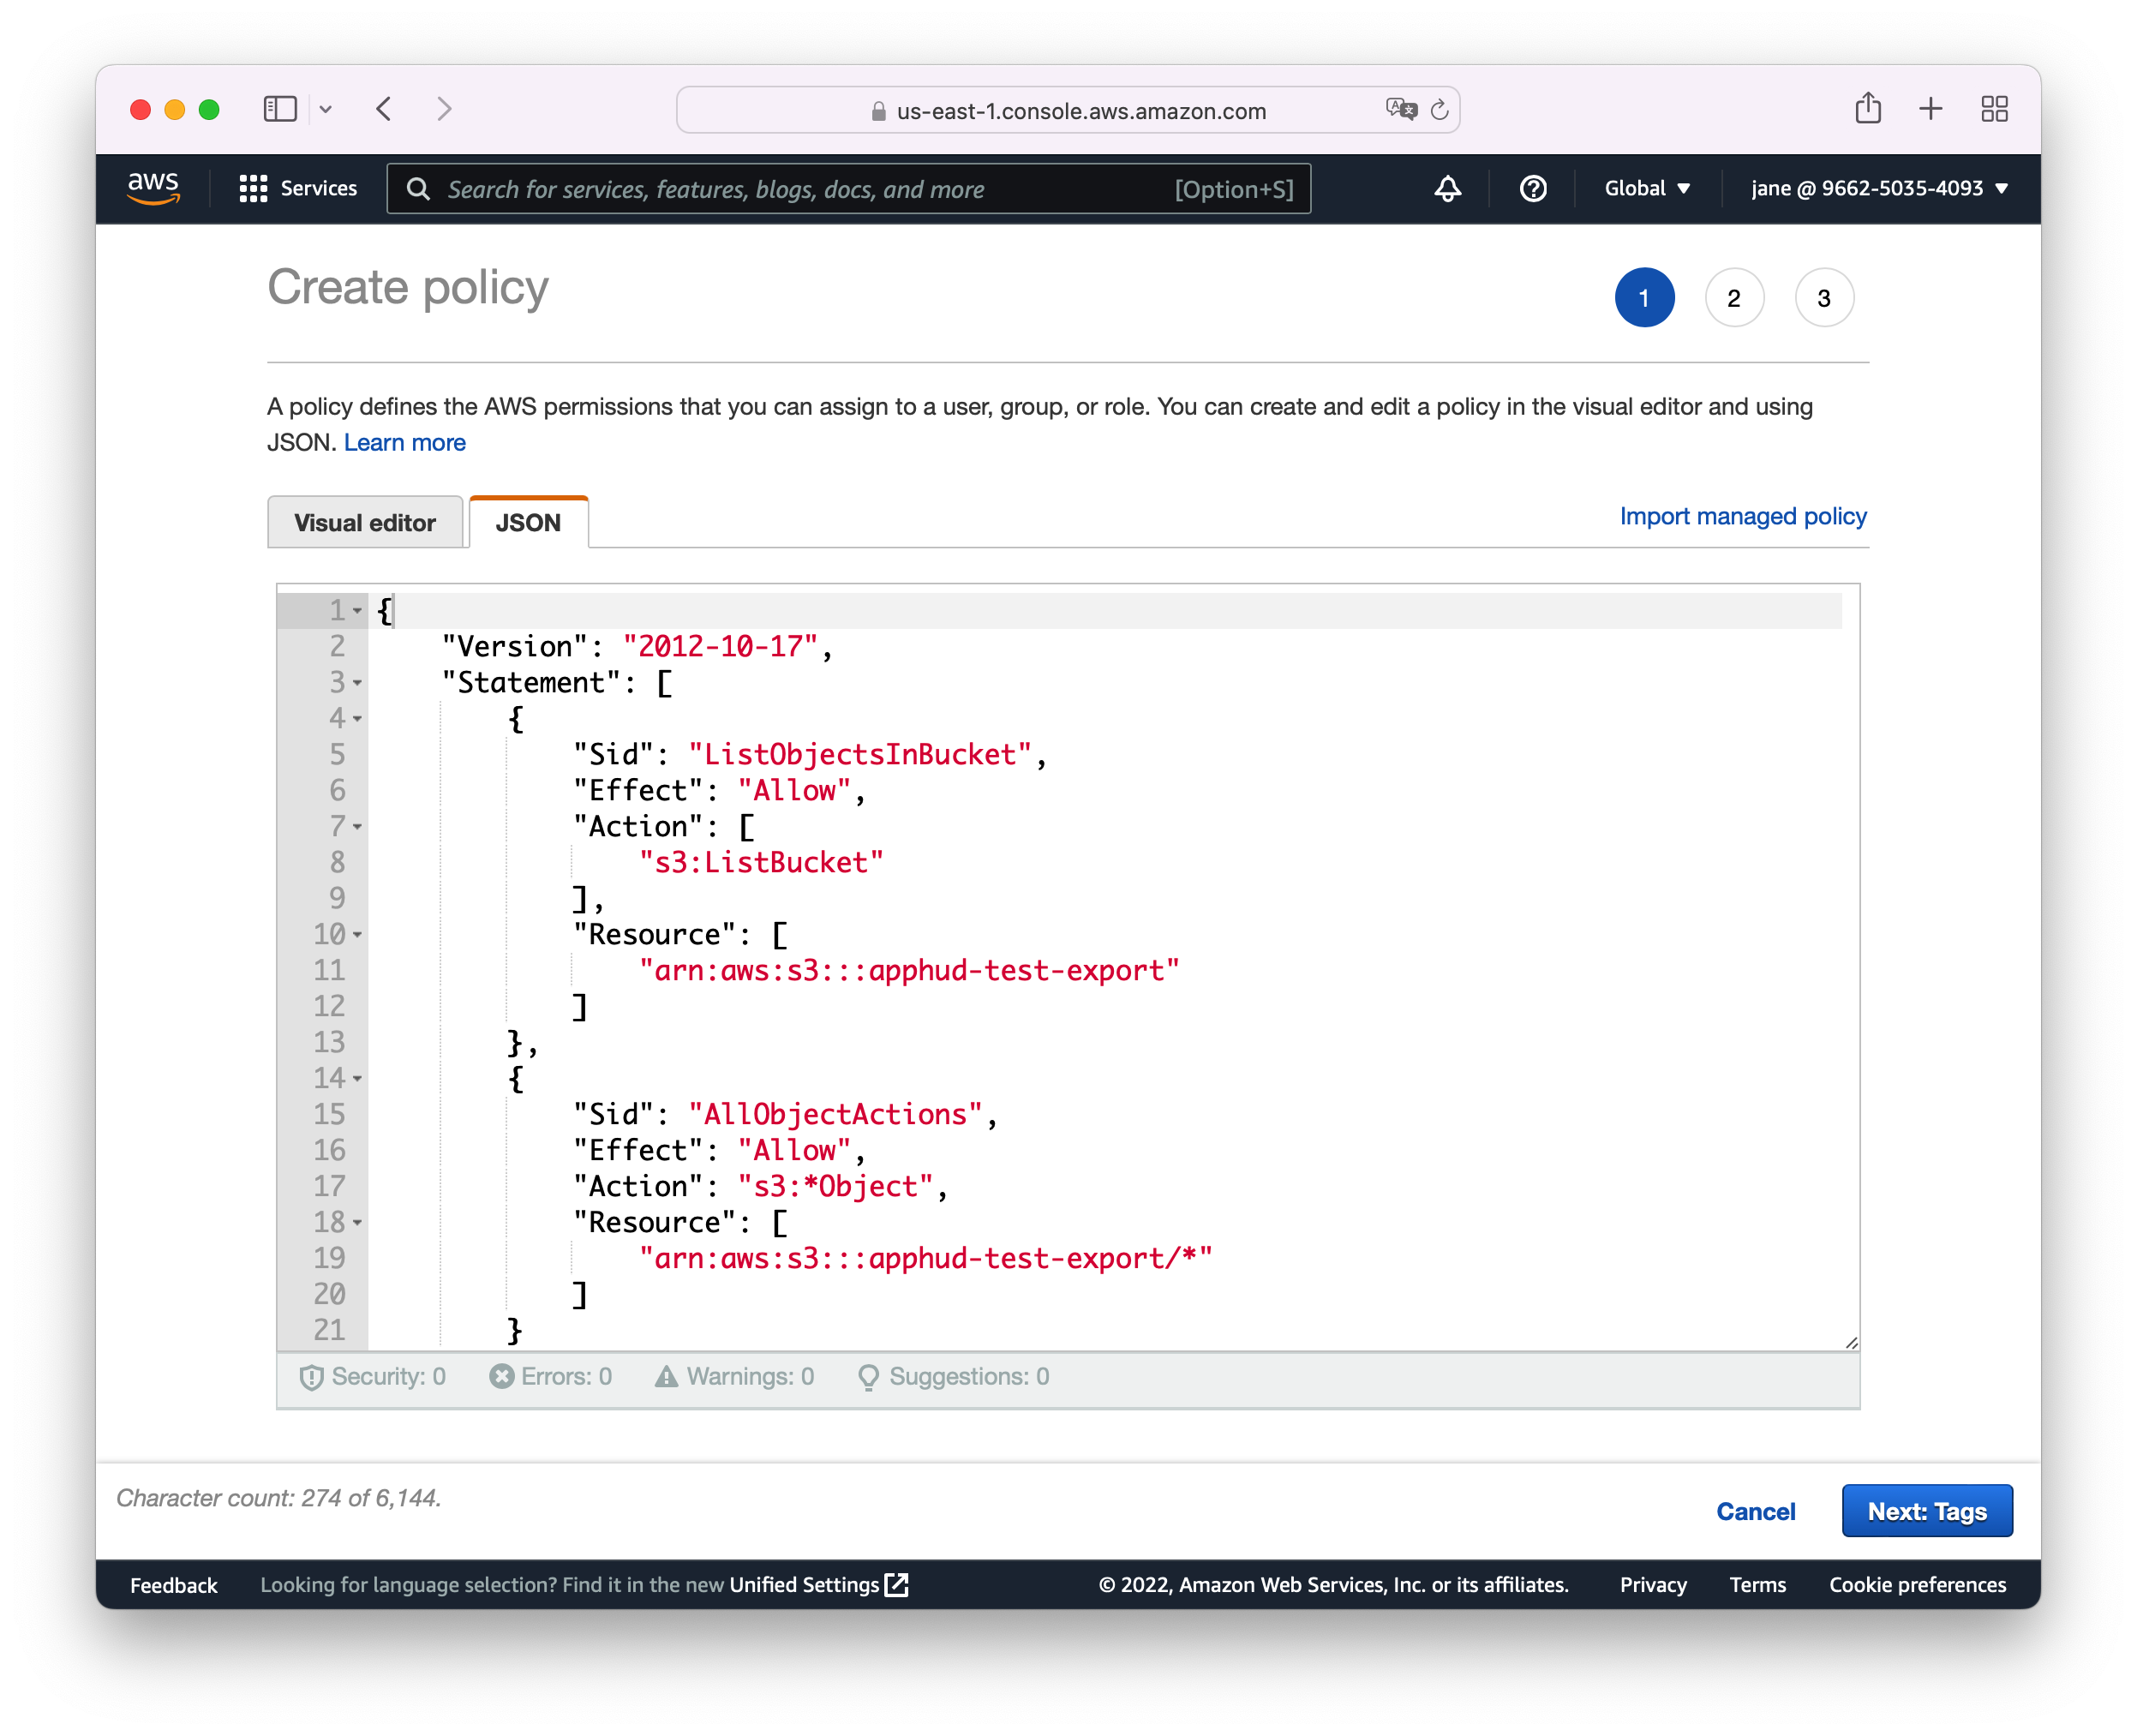 us-east-1.console.aws.amazon.com
aws Services Search for services, features, blogs, docs, and more [Option+S] Global jane @ 9662-5035-4093
Create policy
1 2 3
A policy defines the AWS permissions that you can assign to a user, group, or role. You can create and edit a policy in the visual editor and using
JSON. Learn more
Visual editor JSON Import managed policy
1 {
2 "Version": "2012-10-17",
3 "Statement": [
4 {
5 "Sid": "ListObjectsInBucket",
6 "Effect": "Allow",
7 "Action": [
8 "s3:ListBucket"
9 ],
10 "Resource": [
11 "arn:aws:s3:::apphud-test-export"
12 ]
13 },
14 {
15 "Sid": "AllObjectActions",
16 "Effect": "Allow",
17 "Action": "s3:*Object",
18 "Resource": [
19 "arn:aws:s3:::apphud-test-export/*"
20 ]
21 }
Security: 0 Errors: 0 Warnings: 0 Suggestions: 0
Character count: 274 of 6,144.
Cancel Next: Tags
Feedback Looking for language selection? Find it in the new Unified Settings © 2022, Amazon Web Services, Inc. or its affiliates. Privacy Terms Cookie preferences